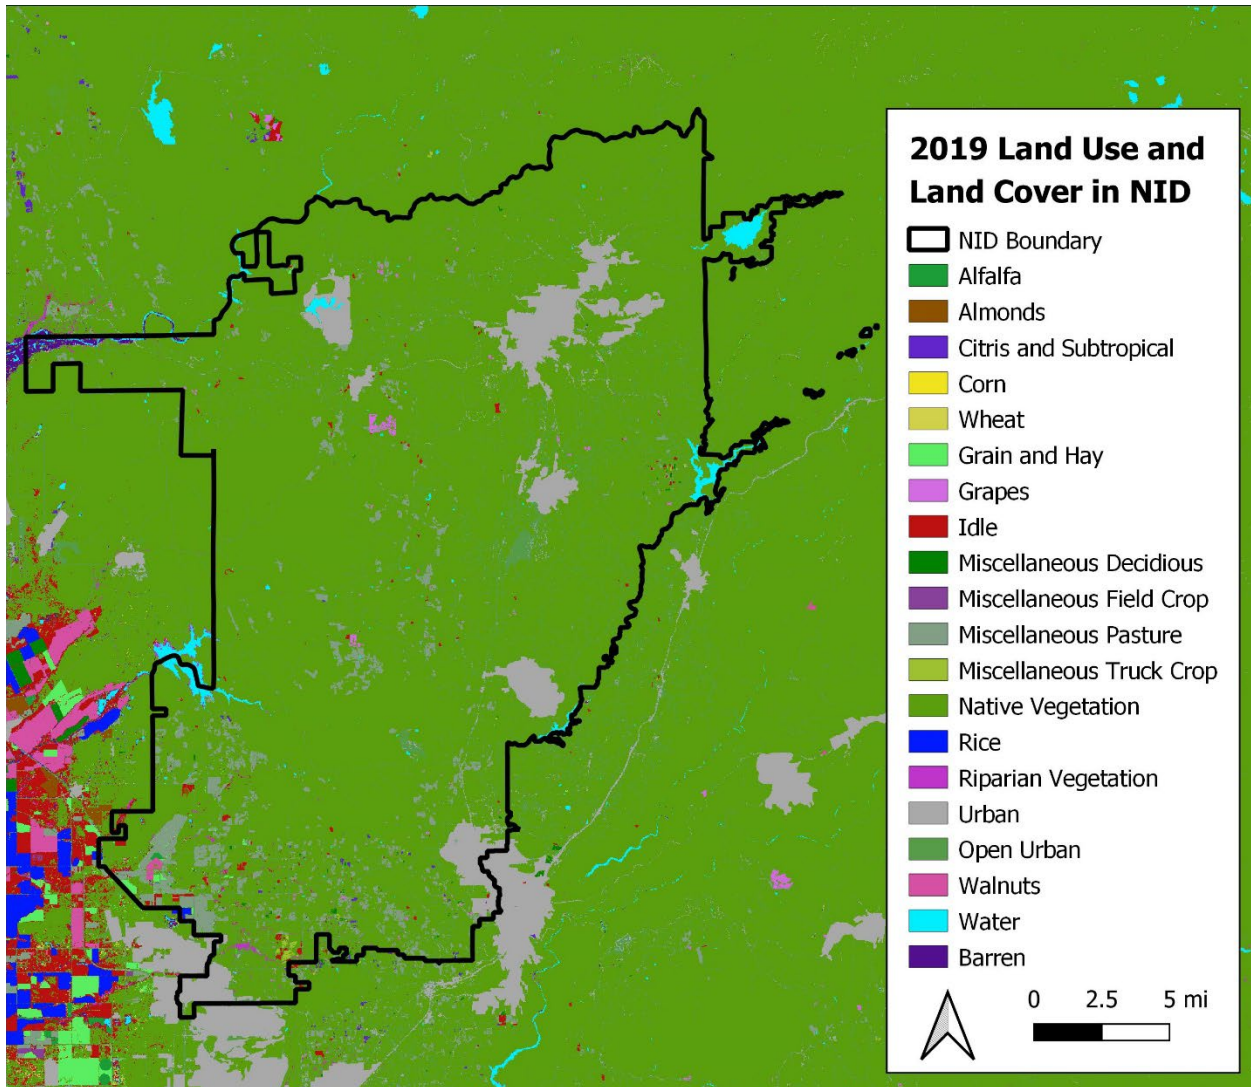 2019 Land Use and
Land Cover in NID
NID Boundary
Alfalfa
Almonds
Citris and Subtropical
Corn
Wheat
Grain and Hay
Grapes
Idle
Miscellaneous Decidious
Miscellaneous Field Crop
Miscellaneous Pasture
Miscellaneous Truck Crop
Native Vegetation
Rice
Riparian Vegetation
Urban
Open Urban
Walnuts
Water
Barren
0 2.5 5 mi